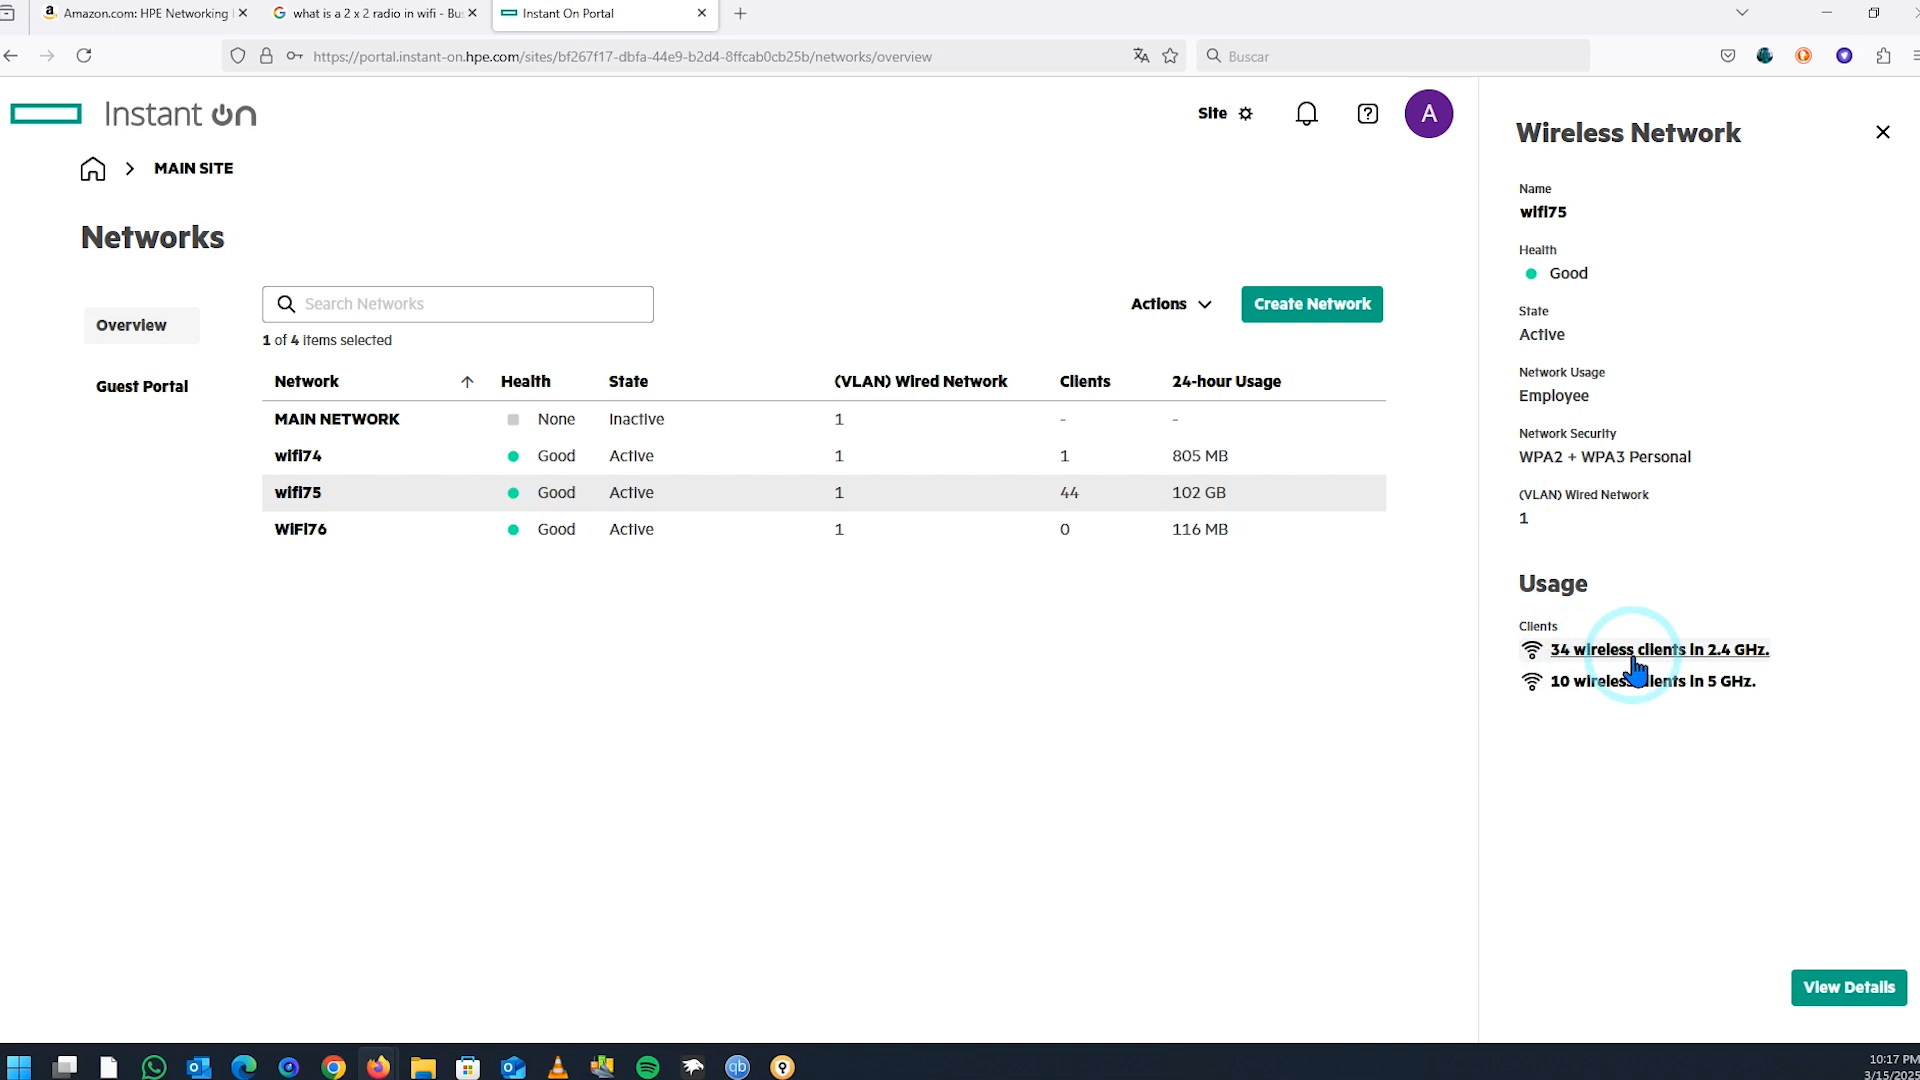 Amazon.com: HPE Networking
what is a 2 x 2 radio in wifi - Bu
Instant On Portal
https://portal.instant-on.hpe.com/sites/bf267f17-dbfa-44e9-b2d4-8ffcab0cb25b/networks/overview
Buscar
Instant On
Site
A
MAIN SITE
Networks
Overview
Guest Portal
Search Networks
Actions
Create Network
1 of 4 items selected
Network Health State (VLAN) Wired Network Clients 24-hour Usage
MAIN NETWORK None Inactive 1 - -
wifi74 Good Active 1 1 805 MB
wifi75 Good Active 1 44 102 GB
WiFi76 Good Active 1 0 116 MB
Wireless Network
Name
wifi75
Health
Good
State
Active
Network Usage
Employee
Network Security
WPA2 + WPA3 Personal
(VLAN) Wired Network
1
Usage
Clients
34 wireless clients in 2.4 GHz.
10 wireless clients in 5 GHz.
View Details
qb
10:17 PM
3/15/2025